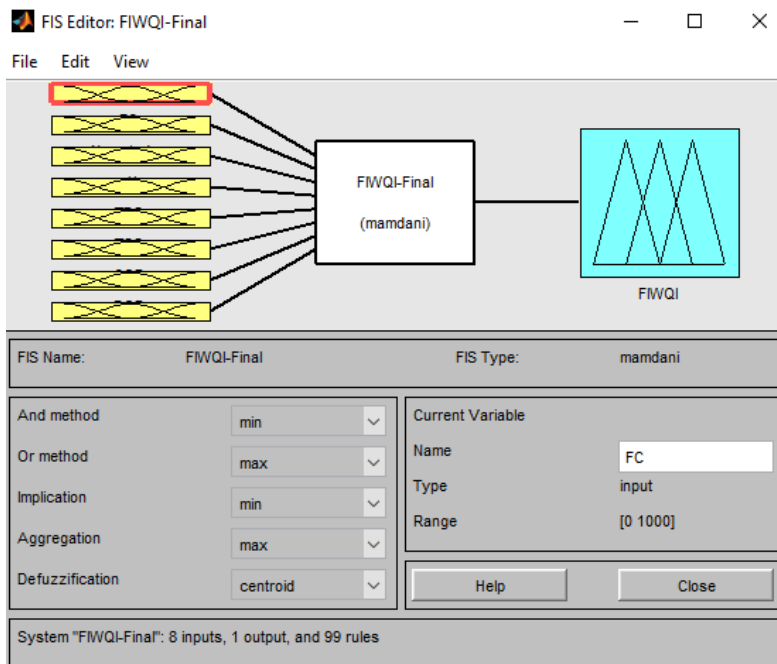 FIS Editor: FIWQI-Final
File Edit View
FIWQI-Final
(mamdani)
FIWQI
FIS Name: FIWQI-Final FIS Type: mamdani
And method min
Or method max
Implication min
Aggregation max
Defuzzification centroid
Current Variable
Name FC
Type input
Range [0 1000]
Help Close
System "FIWQI-Final": 8 inputs, 1 output, and 99 rules